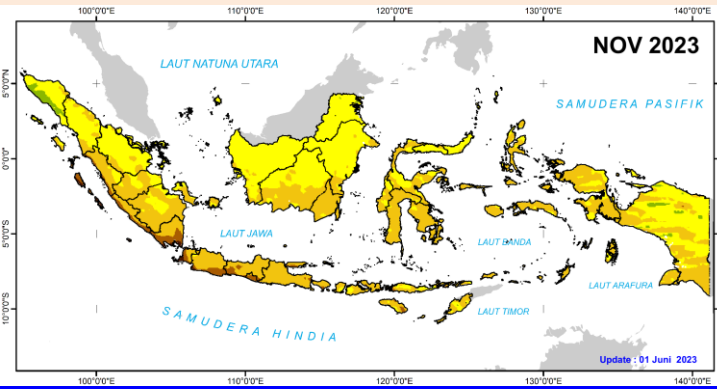 100°0'0"E 110°0'0"E 120°0'0"E 130°0'0"E 140°0'0"E
NOV 2023
LAUT NATUNA UTARA
SAMUDERA PASIFIK
5°0'0"N
0°0'0"
5°0'0"S
10°0'0"S
LAUT JAWA
LAUT BANDA
LAUT ARAFURA
SAMUDERA HINDIA
LAUT TIMOR
Update : 01 Juni 2023
100°0'0"E 110°0'0"E 120°0'0"E 130°0'0"E 140°0'0"E